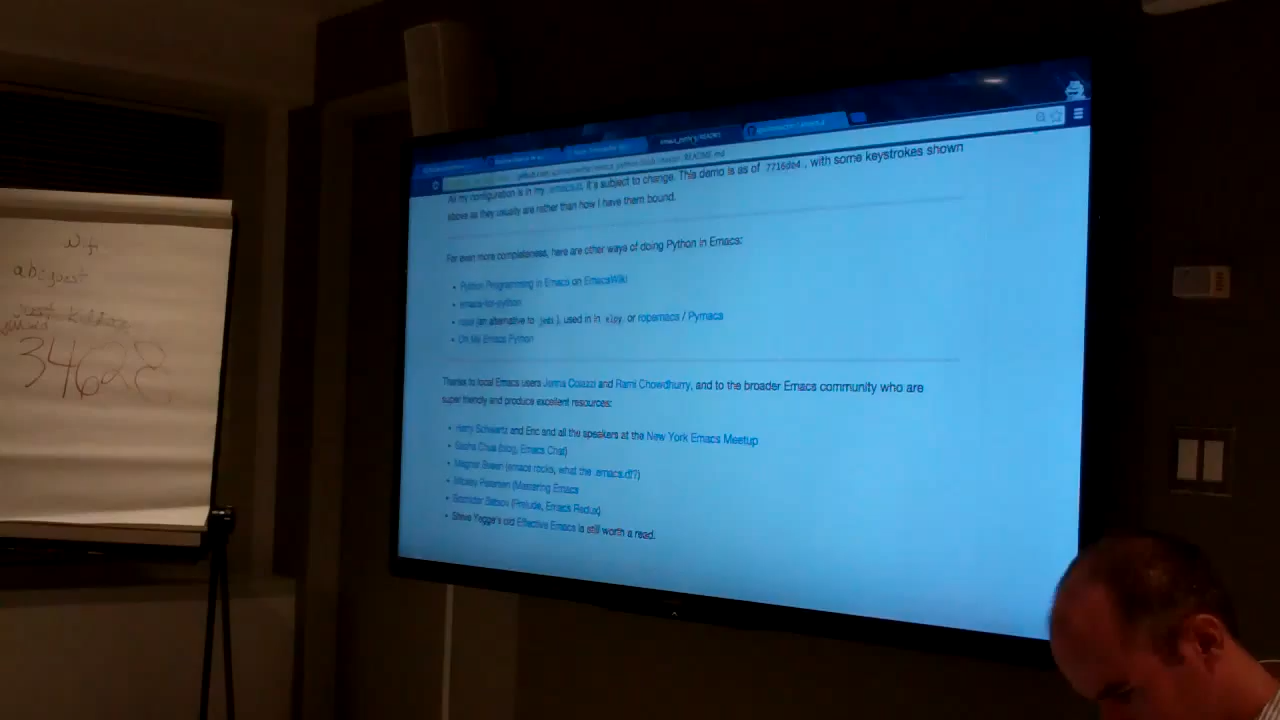 abcguest
34628
README.md
All my configuration is in my emacs.d. It's subject to change. This demo is as of 7716de4 , with some keystrokes shown
above as they usually are rather than how I have them bound.
For even more completeness, here are other ways of doing Python in Emacs:
• Python Programming in Emacs on EmacsWiki
• emacs-for-python
• rope (an alternative to jedi ), used in in elpy, or ropemacs / Pymacs
• Oh My Emacs Python
Thanks to local Emacs users Jenna Colazzi and Rami Chowdhurry, and to the broader Emacs community who are
super friendly and produce excellent resources:
• Harry Schwartz and Eric and all the speakers at the New York Emacs Meetup
• Sacha Chua (blog, Emacs Chat)
• Magnar Sveen (emacs rocks, what the .emacs.d!?)
• Mickey Petersen (Mastering Emacs
• Bozhidar Batsov (Prelude, Emacs Redux)
• Steve Yegge's old Effective Emacs is still worth a read.